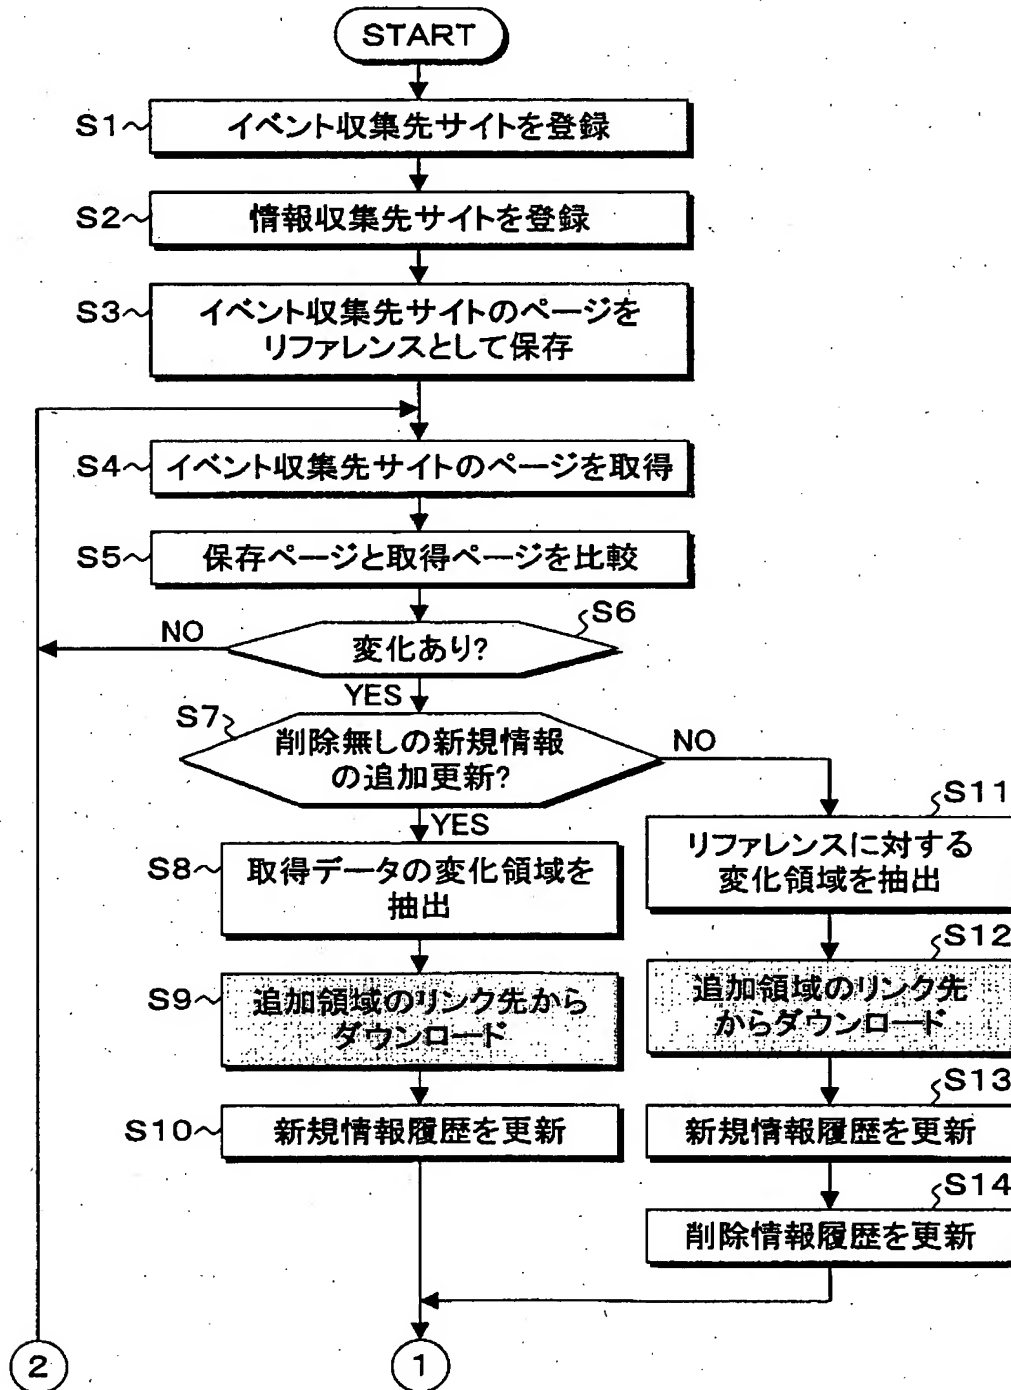 START
S1
イベント収集先サイトを登録
S2
情報収集先サイトを登録
S3
イベント収集先サイトのページを
リファレンスとして保存
S4
イベント収集先サイトのページを取得
S5
保存ページと取得ページを比較
S6
NO
変化あり?
YES
S7
削除無しの新規情報
の追加更新?
NO
YES
S8
取得データの変化領域を
抽出
S11
リファレンスに対する
変化領域を抽出
S9
追加領域のリンク先から
ダウンロード
S12
追加領域のリンク先
からダウンロード
S10
新規情報履歴を更新
S13
新規情報履歴を更新
S14
削除情報履歴を更新
2
1